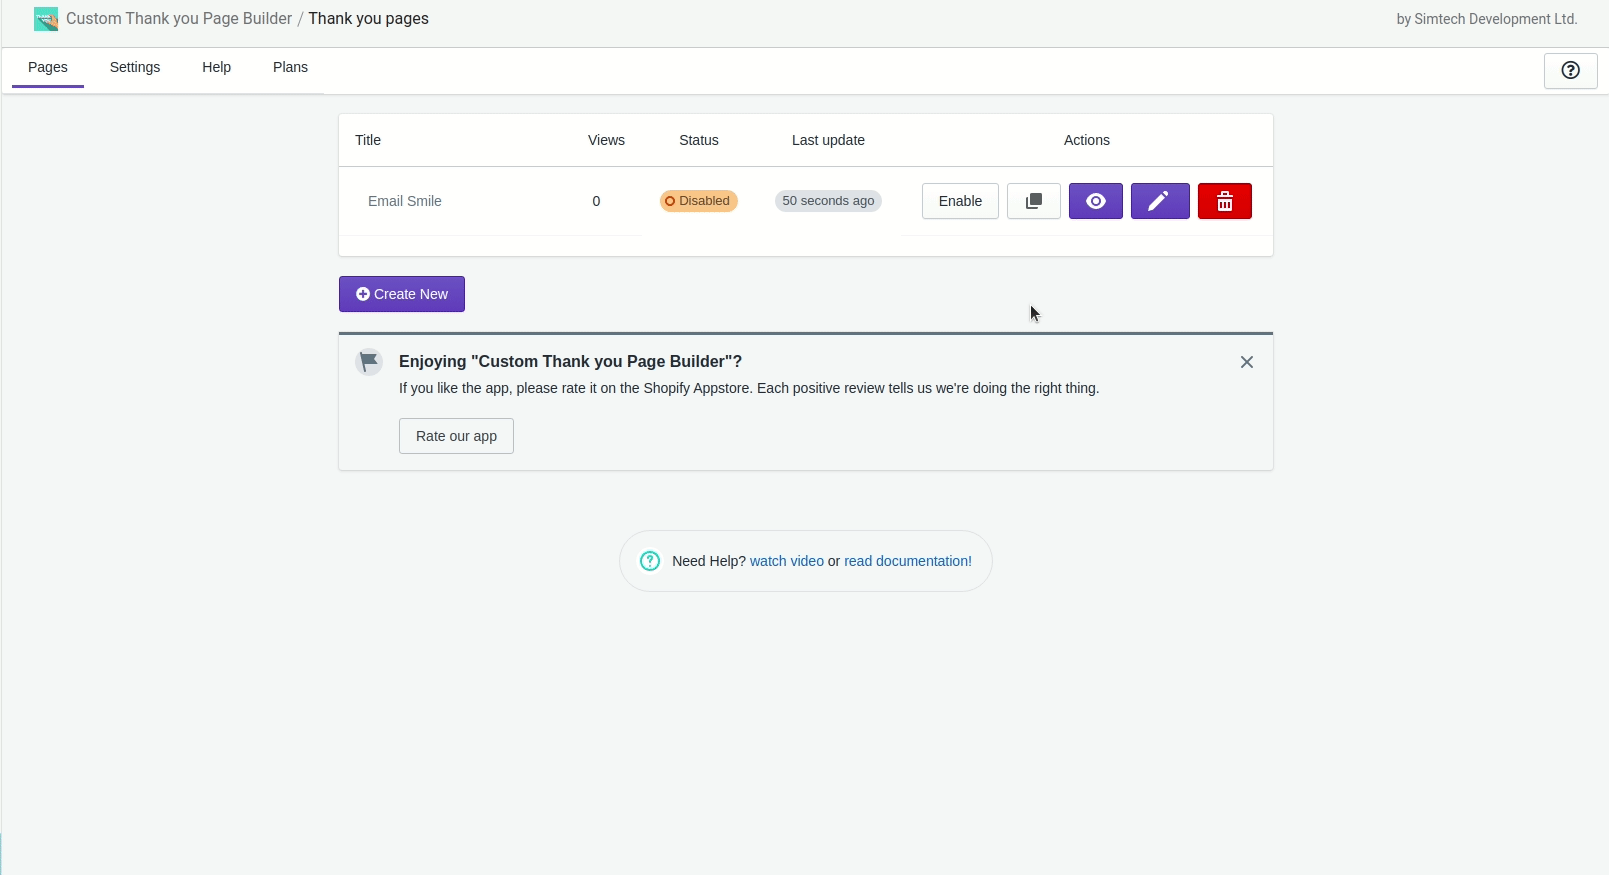 Custom Thank you Page Builder / Thank you pages
by Simtech Development Ltd.
Pages Settings Help Plans
Title Views Status Last update Actions
Email Smile 0 Disabled 50 seconds ago Enable
Create New
Enjoying "Custom Thank you Page Builder"?
If you like the app, please rate it on the Shopify Appstore. Each positive review tells us we're doing the right thing.
Rate our app
Need Help? watch video or read documentation!